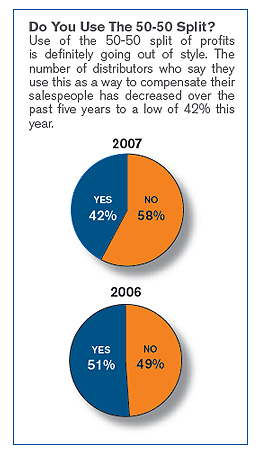 Do You Use The 50-50 Split?
Use of the 50-50 split of profits
is definitely going out of style. The
number of distributors who say they
use this as a way to compensate their
salespeople has decreased over the
past five years to a low of 42% this
year.
2007
YES NO
42% 58%
2006
YES NO
51% 49%